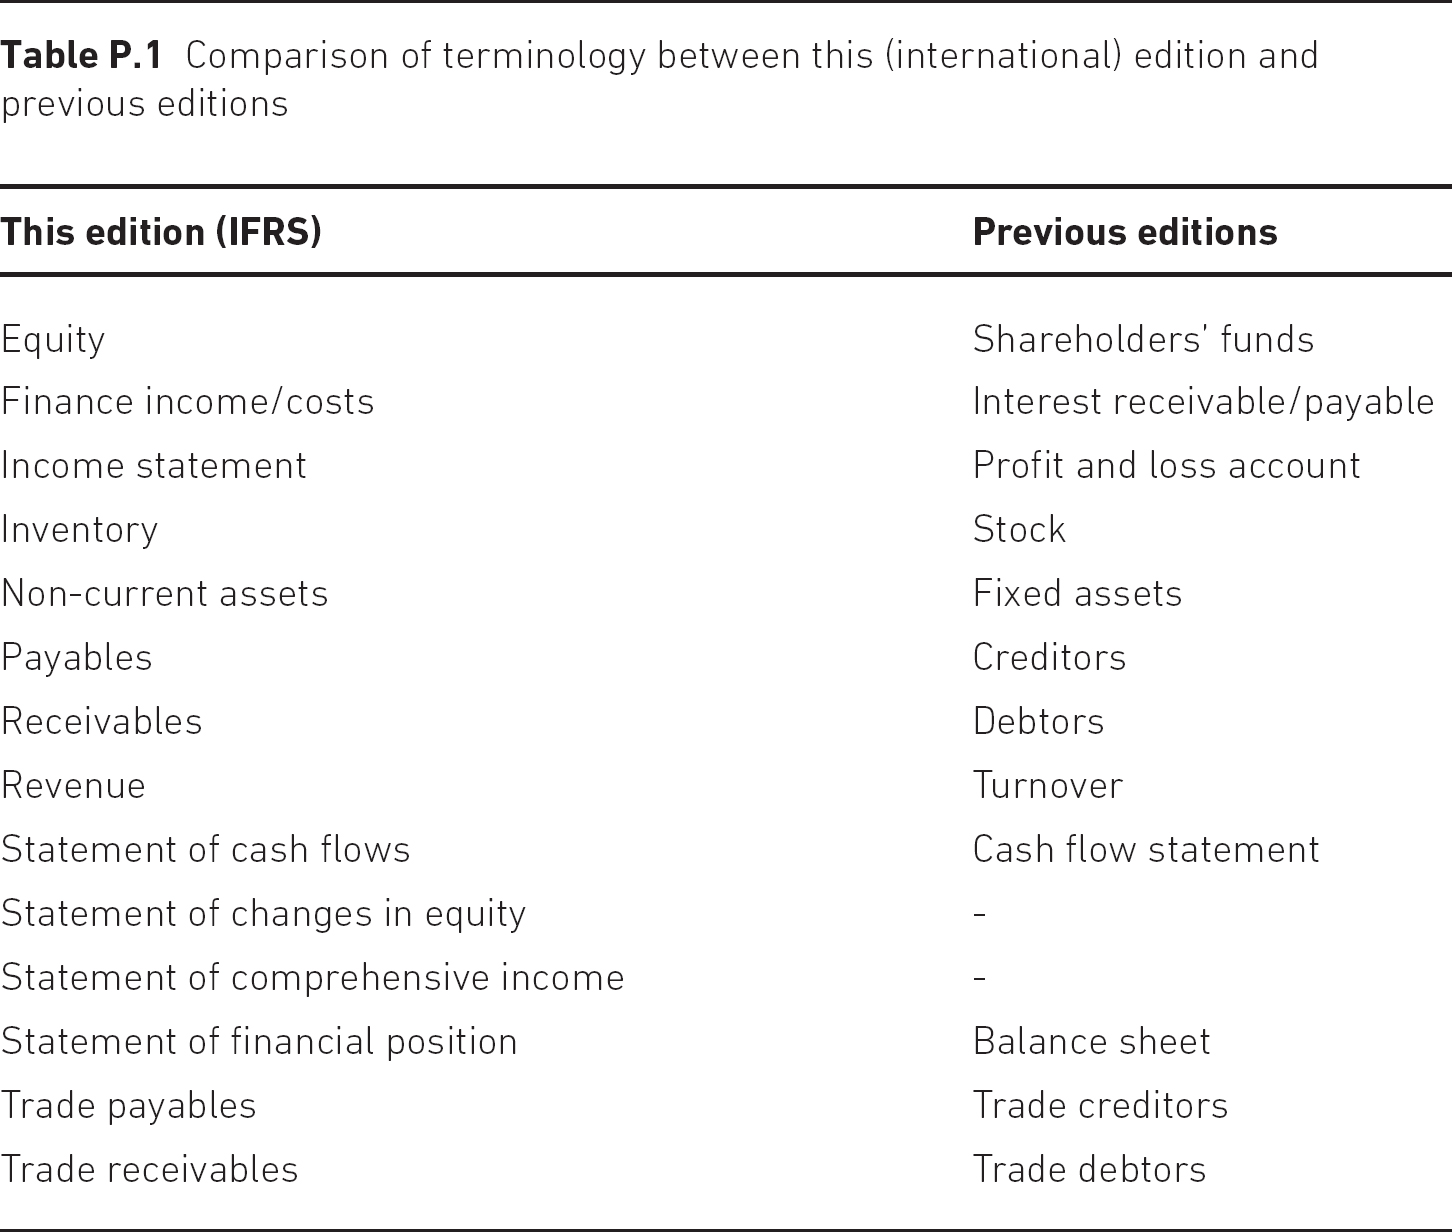 Table P.1 Comparison of terminology between this (international) edition and
previous editions
This edition (IFRS) Previous editions
Equity Shareholders’ funds
Finance income/costs Interest receivable/payable
Income statement Profit and loss account
Inventory Stock
Non-current assets Fixed assets
Payables Creditors
Receivables Debtors
Revenue Turnover
Statement of cash flows Cash flow statement
Statement of changes in equity -
Statement of comprehensive income -
Statement of financial position Balance sheet
Trade payables Trade creditors
Trade receivables Trade debtors